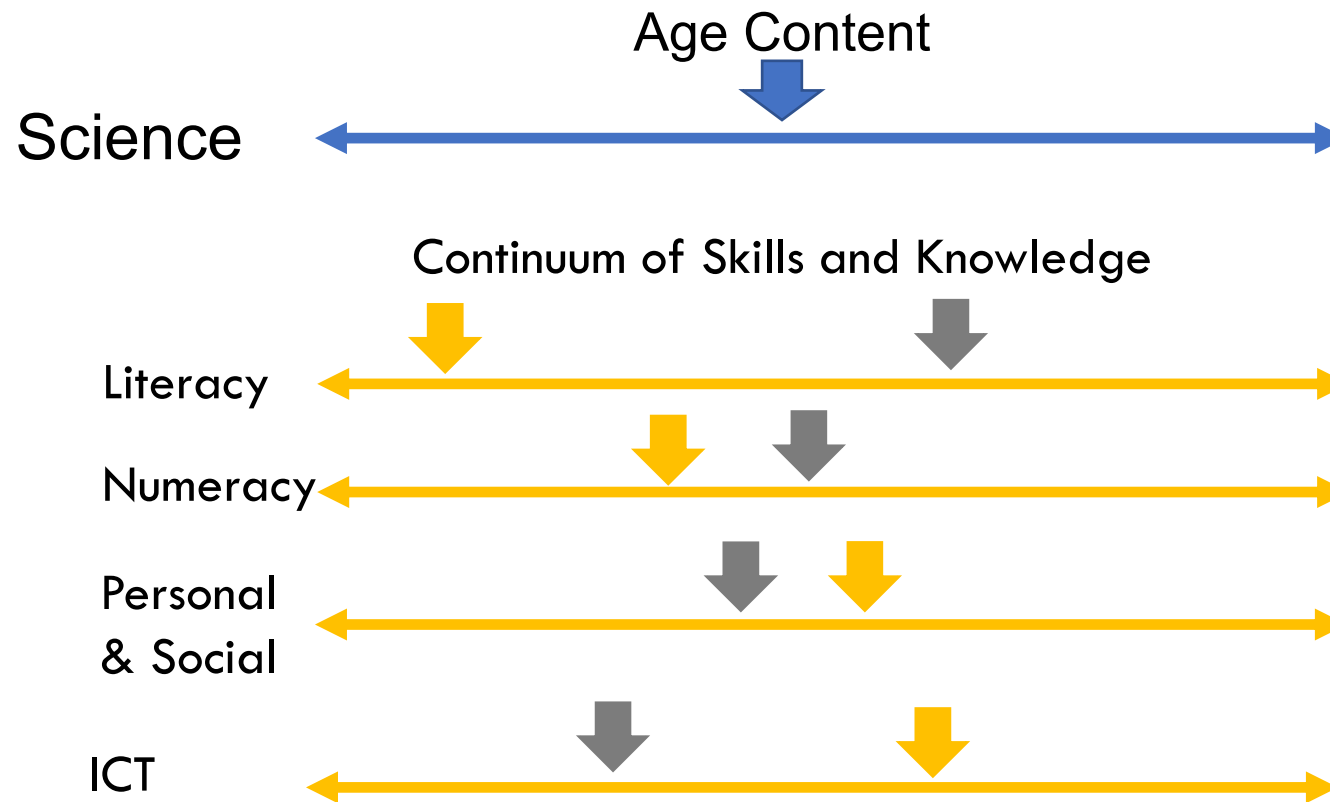 Age Content
Science
Continuum of Skills and Knowledge
Literacy
Numeracy
Personal
& Social
ICT